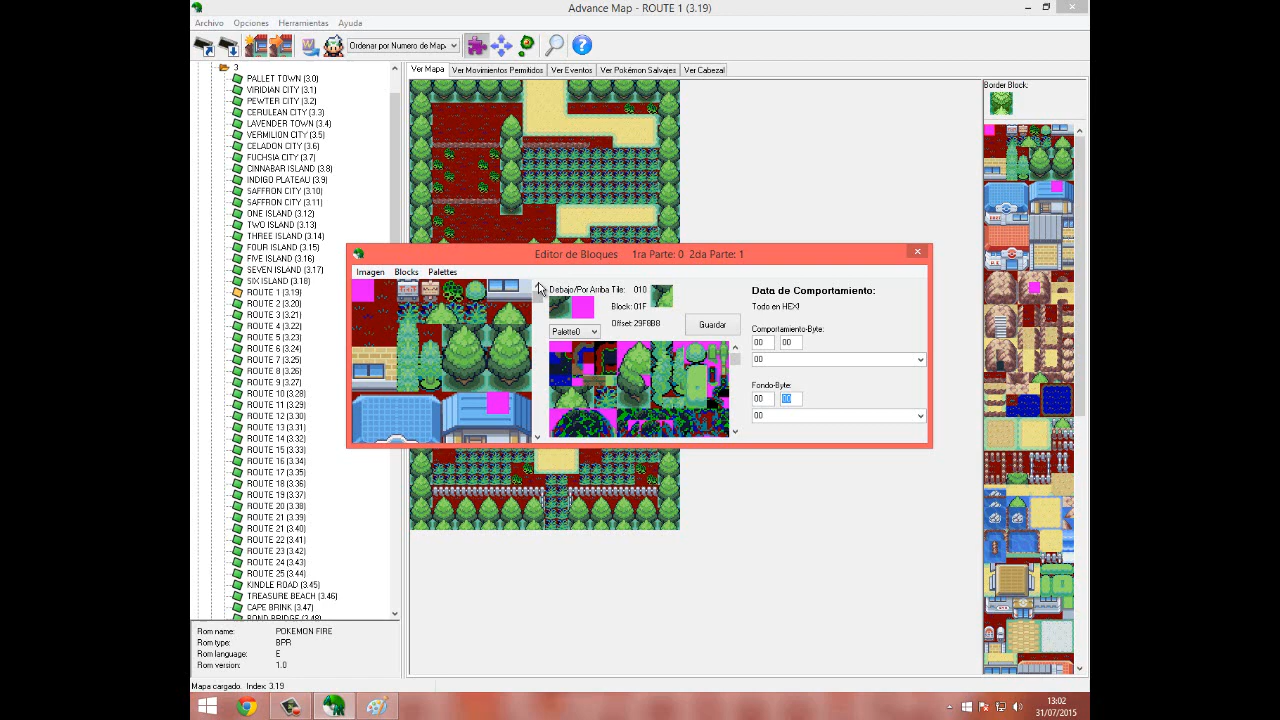 Advance Map - ROUTE 1 (3.19)
Archivo Opciones Herramientas Ayuda
Ordenar por Numero de Map
Ver Mapa Ver Movimientos Permitidos Ver Eventos Ver Pokémon Salvajes Ver Cabezal
3
PALLET TOWN (3.0)
VIRIDIAN CITY (3.1)
PEWTER CITY (3.2)
CERULEAN CITY (3.3)
LAVENDER TOWN (3.4)
VERMILION CITY (3.5)
CELADON CITY (3.6)
FUCHSIA CITY (3.7)
CINNABAR ISLAND (3.8)
INDIGO PLATEAU (3.9)
SAFFRON CITY (3.10)
SAFFRON CITY (3.11)
ONE ISLAND (3.12)
TWO ISLAND (3.13)
THREE ISLAND (3.14)
FOUR ISLAND (3.15)
FIVE ISLAND (3.16)
SEVEN ISLAND (3.17)
SIX ISLAND (3.18)
ROUTE 1 (3.19)
ROUTE 2 (3.20)
ROUTE 3 (3.21)
ROUTE 4 (3.22)
ROUTE 5 (3.23)
ROUTE 6 (3.24)
ROUTE 7 (3.25)
ROUTE 8 (3.26)
ROUTE 9 (3.27)
ROUTE 10 (3.28)
ROUTE 11 (3.29)
ROUTE 12 (3.30)
ROUTE 13 (3.31)
ROUTE 14 (3.32)
ROUTE 15 (3.33)
ROUTE 16 (3.34)
ROUTE 17 (3.35)
ROUTE 18 (3.36)
ROUTE 19 (3.37)
ROUTE 20 (3.38)
ROUTE 21 (3.39)
ROUTE 21 (3.40)
ROUTE 22 (3.41)
ROUTE 23 (3.42)
ROUTE 24 (3.43)
ROUTE 25 (3.44)
KINDLE ROAD (3.45)
TREASURE BEACH (3.46)
CAPE BRINK (3.47)
BOND BRIDGE (3.48)
Rom name: POKEMON FIRE
Rom type: BPR
Rom language: E
Rom version: 1.0
Mapa cargado. Index: 3.19
Border Block:
Editor de Bloques 1ra Parte: 0 2da Parte: 1
Imagen Blocks Palettes
Debajo/Por Arriba Tile: 010
Block: 01F
Offset: 29F6B8
Palette0
Guardar
Data de Comportamiento:
Todo en HEX!
Comportamiento-Byte:
00 00
00
Fondo-Byte:
00 00
00
13:02
31/07/2015